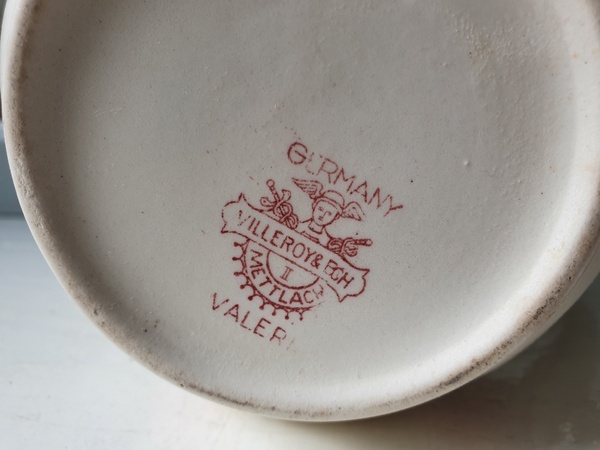 GERMANY
VILLEROY & BOCH
METTLACH
II
VALERI